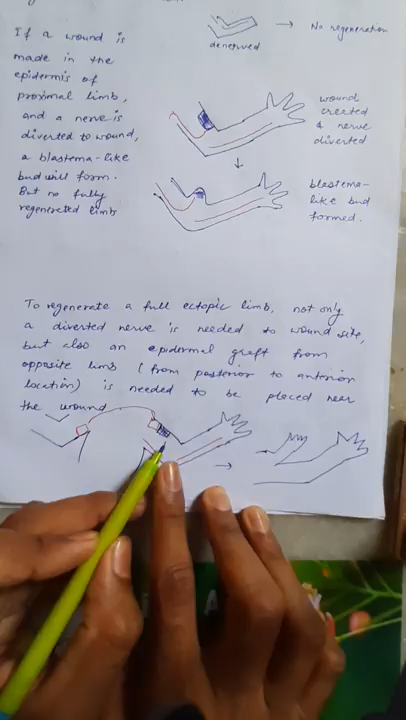 denerved
→ No regeneration
If a wound is
made in the
epidermis of
proximal limb,
and a nerve is
diverted to wound,
a blastema-like
bud will form.
But no fully
regenerated limb
wound
created
& nerve
diverted
blastema-
like bud
formed.
To regenerate a full ectopic limb, not only
a diverted nerve is needed to wound site,
but also an epidermal graft from
opposite limb (from posterior to anterior
location) is needed to be placed near
the wound